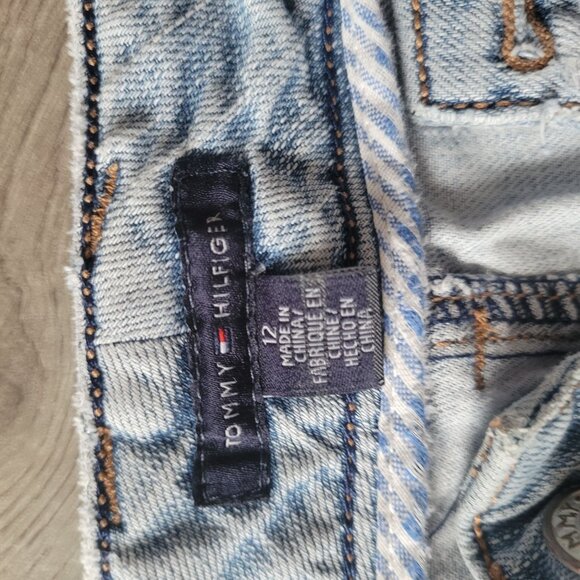 TOMMY HILFIGER
12
MADE IN
CHINA/
FABRIQUE EN
CHINE/
HECHO EN
CHINA